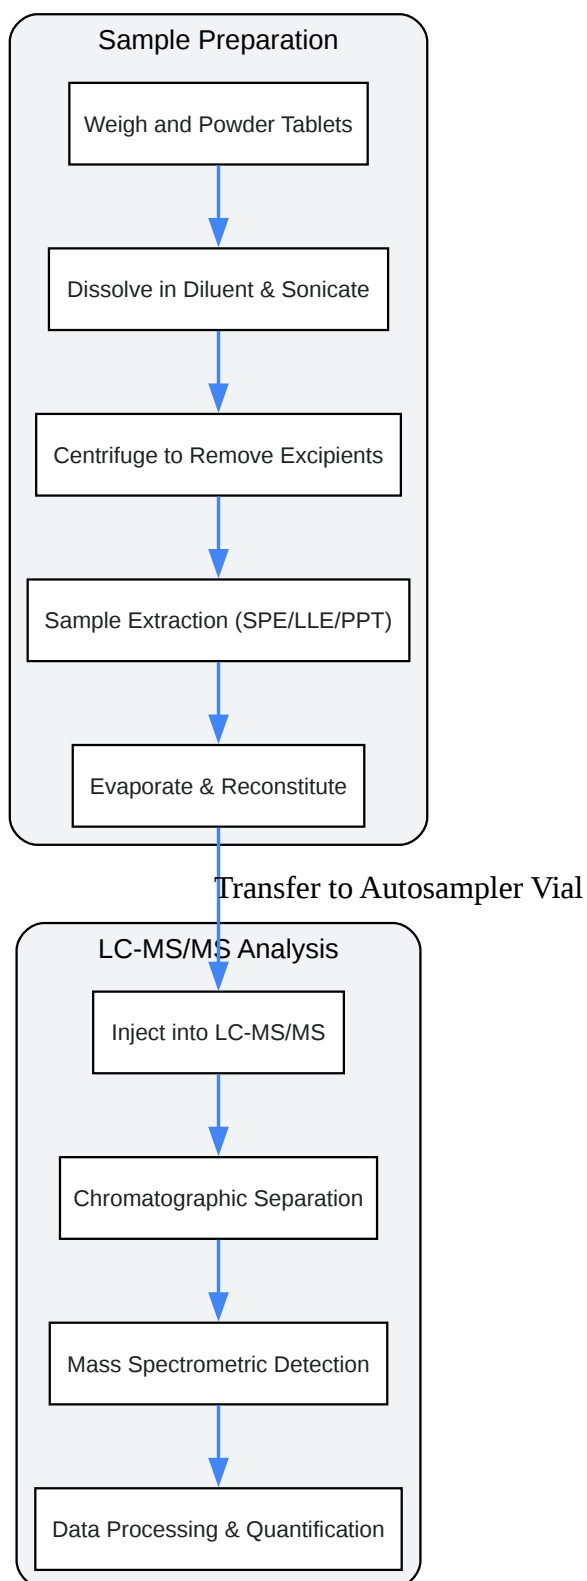 Sample Preparation
Weigh and Powder Tablets
Dissolve in Diluent & Sonicate
Centrifuge to Remove Excipients
Sample Extraction (SPE/LLE/PPT)
Evaporate & Reconstitute
Transfer to Autosampler Vial
LC-MS/MS Analysis
Inject into LC-MS/MS
Chromatographic Separation
Mass Spectrometric Detection
Data Processing & Quantification